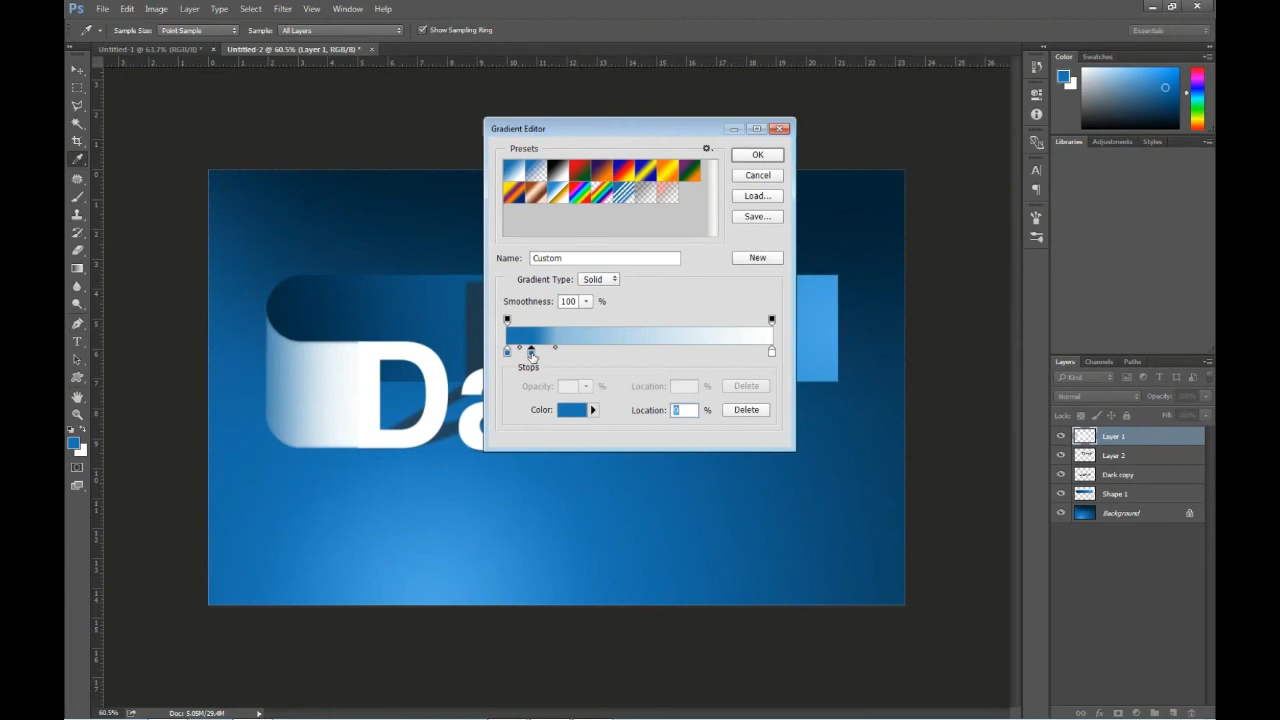 Ps File Edit Image Layer Type Select Filter View Window Help
Sample Size: Point Sample Sample: All Layers Show Sampling Ring Essentials
Untitled-1 @ 63.7% (RGB/8) * × Untitled-2 @ 60.5% (Layer 1, RGB/8) * ×
Color Swatches
Libraries Adjustments Styles
Gradient Editor
Presets
OK
Cancel
Load...
Save...
Name: Custom New
Gradient Type: Solid
Smoothness: 100 %
Stops
Opacity: % Location: % Delete
Color: Location: 9 % Delete
Da
Layers Channels Paths
Kind
Normal Opacity:
Lock: Fill:
Layer 1
Layer 2
Dark copy
Shape 1
Background
60.5% Doc: 5.05M/29.4M